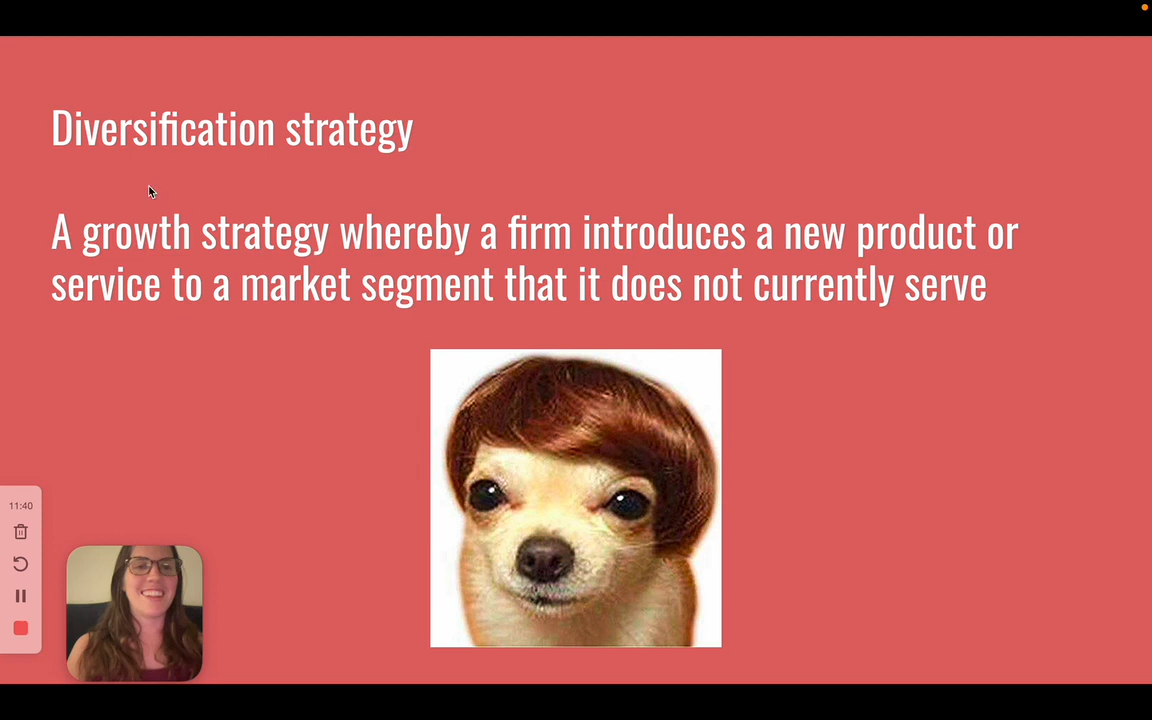 Diversification strategy
A growth strategy whereby a firm introduces a new product or
service to a market segment that it does not currently serve
11:40